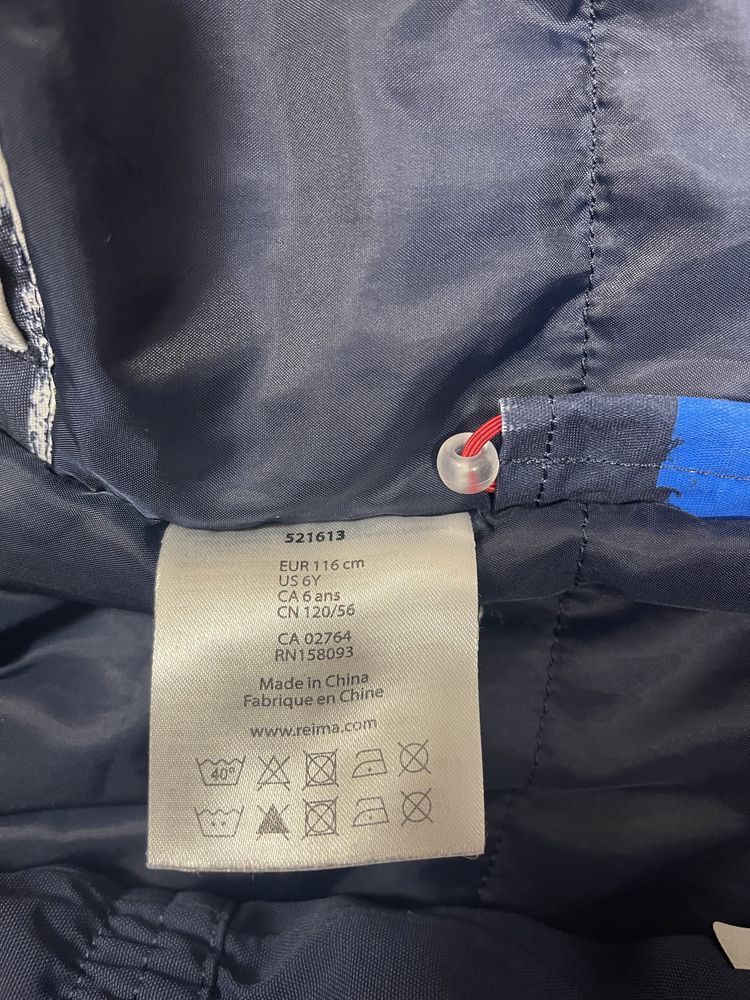 521613
EUR 116 cm
US 6Y
CA 6 ans
CN 120/56
CA 02764
RN158093
Made in China
Fabrique en Chine
www.reima.com
40°